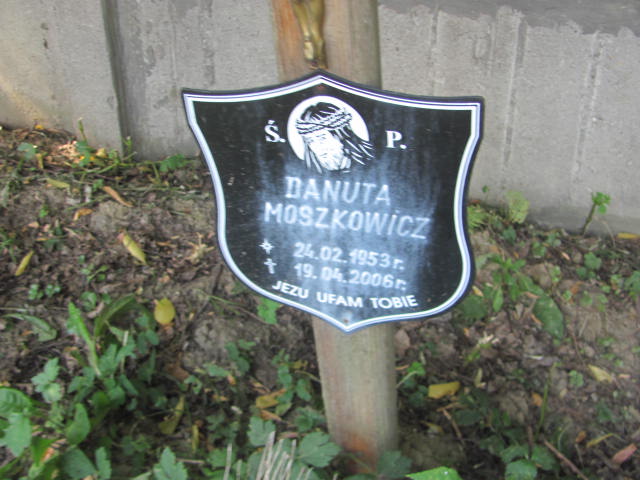 Ś. P.
DANUTA
MOSZKOWICZ
24.02.1953 r.
19.04.2006 r.
JEZU UFAM TOBIE